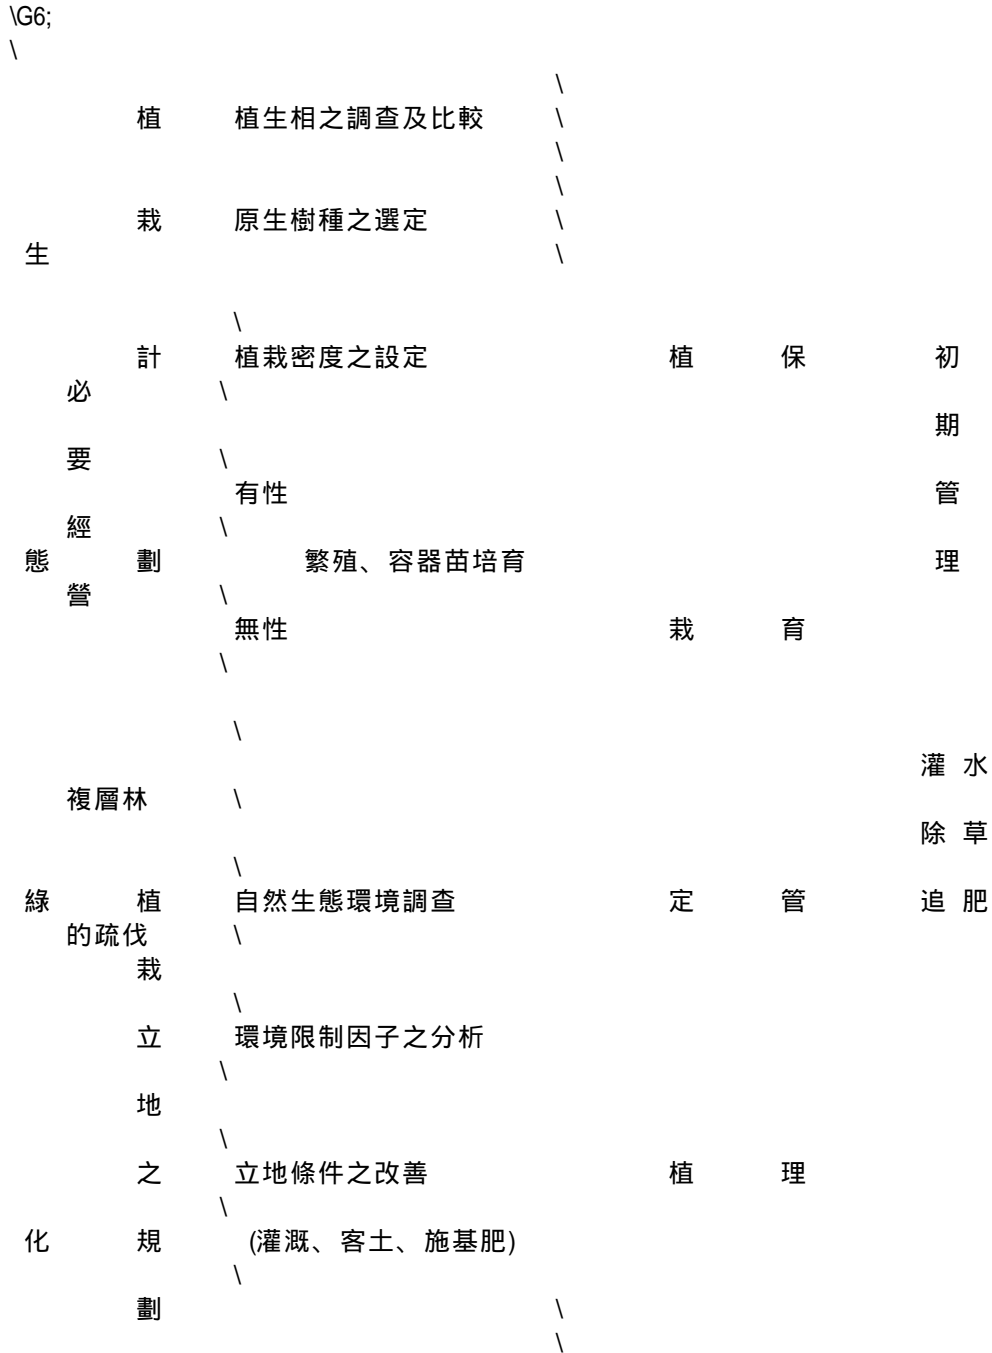 \G6;
\
\
植 植生相之調查及比較 \
\
\
栽 原生樹種之選定 \
生 \
\
計 植栽密度之設定 植 保 初
必 \
期
要 \
有性 管
經 \
態 劃 繁殖、容器苗培育 理
營 \
無性 栽 育
\
\
灌 水
複層林 \
除 草
\
綠 植 自然生態環境調查 定 管 追 肥
的疏伐 \
栽
\
立 環境限制因子之分析
\
地
\
之 立地條件之改善 植 理
\
化 規 (灌溉、客土、施基肥)
\
劃 \
\